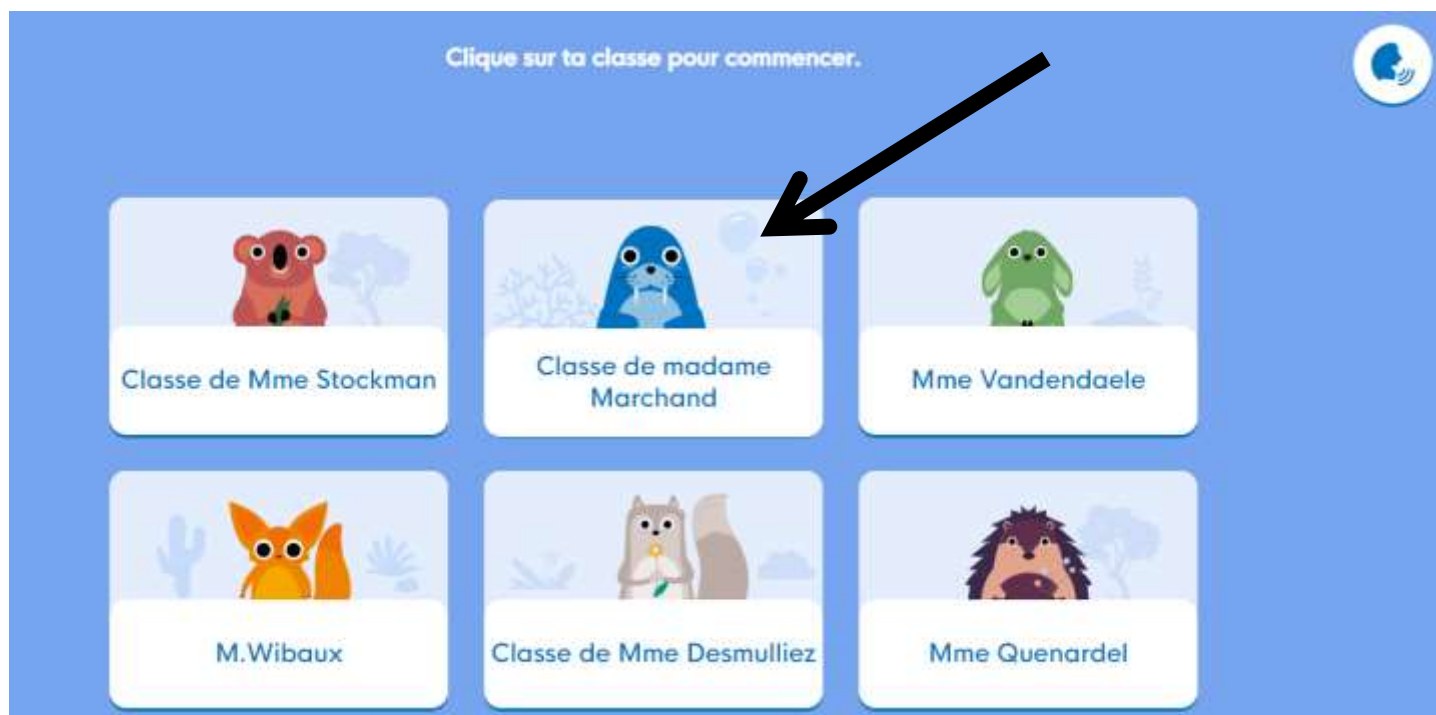 Clique sur ta classe pour commencer.
Classe de Mme Stockman
Classe de madame
Marchand
Mme Vandendaele
M.Wibaux
Classe de Mme Desmulliez
Mme Quenardel